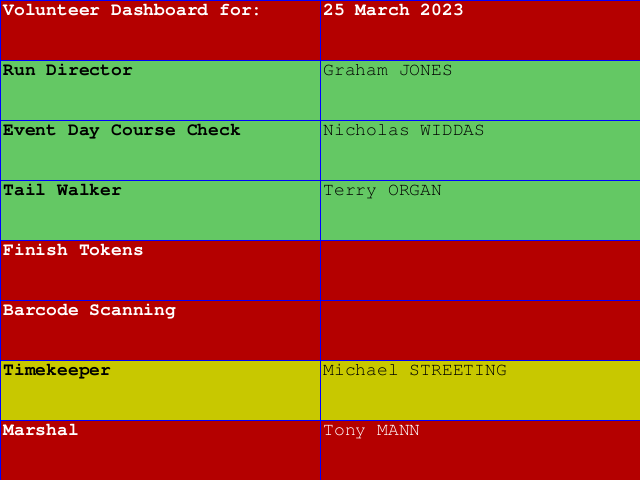 Volunteer Dashboard for: 25 March 2023
Run Director Graham JONES
Event Day Course Check Nicholas WIDDAS
Tail Walker Terry ORGAN
Finish Tokens
Barcode Scanning
Timekeeper Michael STREETING
Marshal Tony MANN